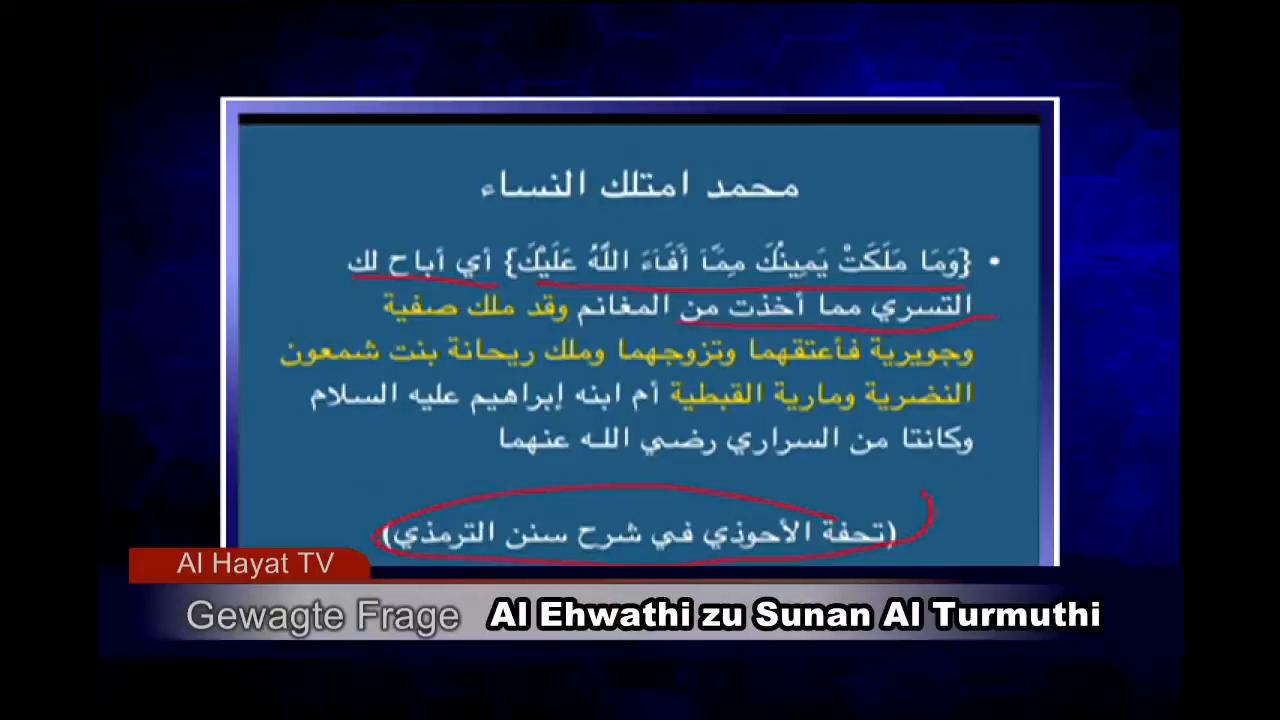 محمد امتلك النساء
• {وَمَا مَلَكَتْ يَمِينُكَ مِمَّا أَفَاءَ اللَّهُ عَلَيْكَ} أي أباح لك
التسري مما أخذت من المغانم وقد ملك صفية
وجويرية فأعتقهما وتزوجهما وملك ريحانة بنت شمعون
النضرية ومارية القبطية أم ابنه إبراهيم عليه السلام
وكانتا من السراري رضي الله عنهما
(تحفة الأحوذي في شرح سنن الترمذي)
Al Hayat TV
Gewagte Frage Al Ehwathi zu Sunan Al Turmuthi